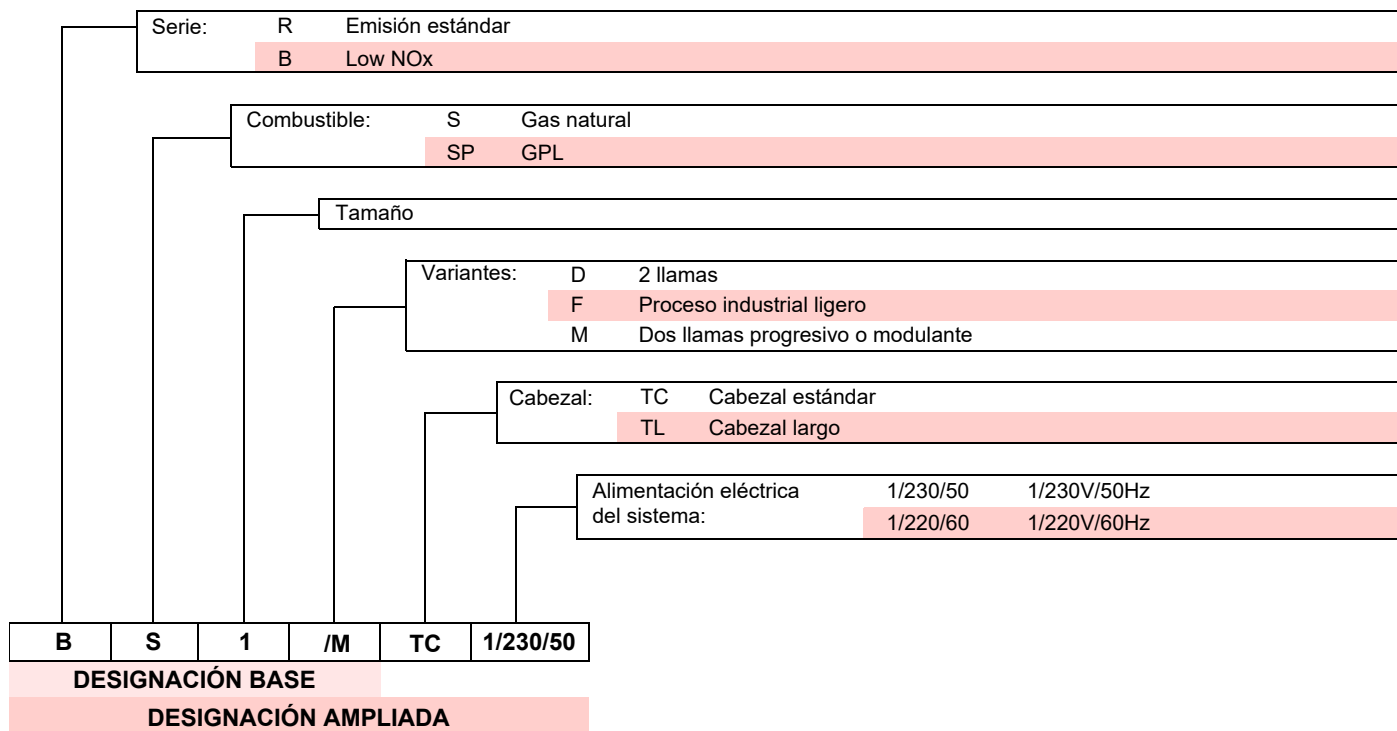 Serie: R Emisión estándar
B Low NOx
Combustible: S Gas natural
SP GPL
Tamaño
Variantes: D 2 llamas
F Proceso industrial ligero
M Dos llamas progresivo o modulante
Cabezal: TC Cabezal estándar
TL Cabezal largo
Alimentación eléctrica 1/230/50 1/230V/50Hz
del sistema: 1/220/60 1/220V/60Hz
B S 1 /M TC 1/230/50
DESIGNACIÓN BASE
DESIGNACIÓN AMPLIADA